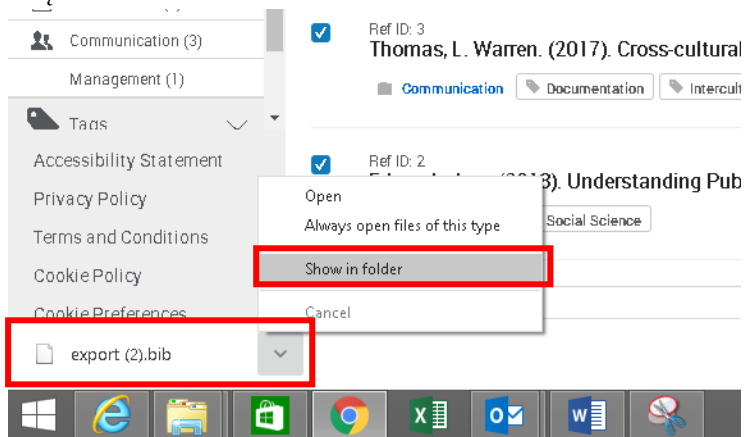 Communication (3)
Management (1)
Tags
Accessibility Statement
Privacy Policy
Terms and Conditions
Cookie Policy
Cookie Preferences
export (2).bib
Ref ID: 3
Thomas, L. Warren. (2017). Cross-cultural
Communication Documentation Intercult
Ref ID: 2
8). Understanding Pub
Social Science
Open
Always open files of this type
Show in folder
Cancel